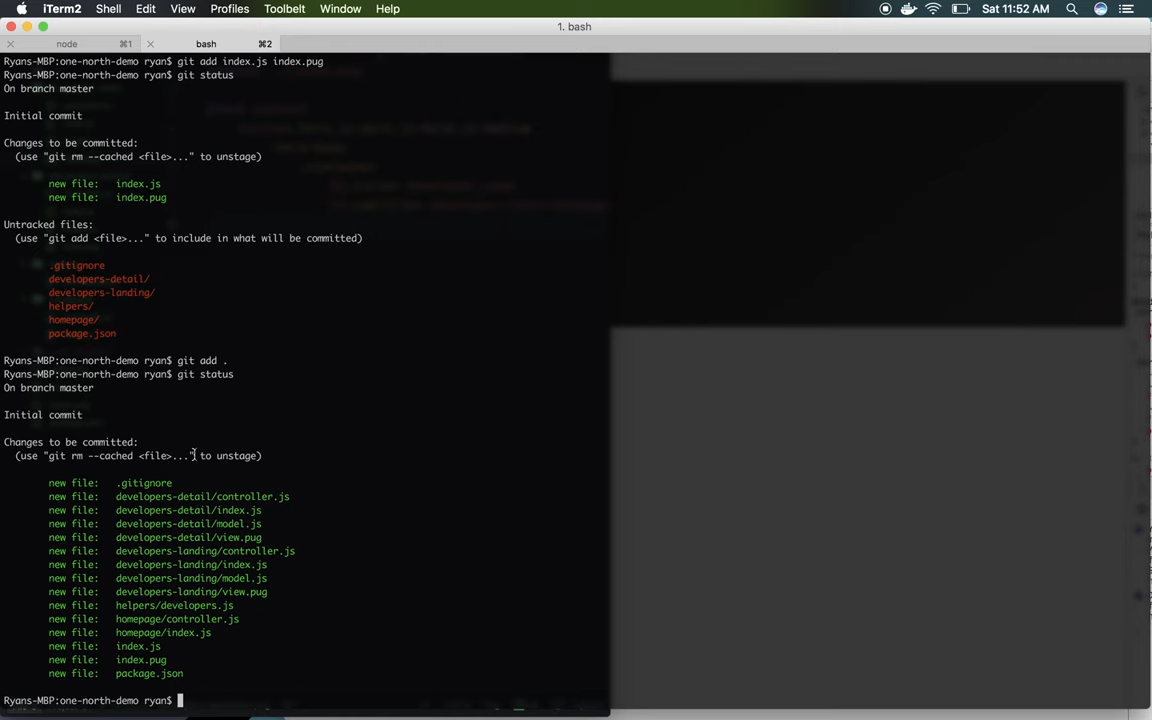 iTerm2 Shell Edit View Profiles Toolbelt Window Help Sat 11:52 AM
1. bash
node ⌘1 bash ⌘2
Ryans-MBP:one-north-demo ryan$ git add index.js index.pug
Ryans-MBP:one-north-demo ryan$ git status
On branch master
Initial commit
Changes to be committed:
(use "git rm --cached <file>..." to unstage)
new file: index.js
new file: index.pug
Untracked files:
(use "git add <file>..." to include in what will be committed)
.gitignore
developers-detail/
developers-landing/
helpers/
homepage/
package.json
Ryans-MBP:one-north-demo ryan$ git add .
Ryans-MBP:one-north-demo ryan$ git status
On branch master
Initial commit
Changes to be committed:
(use "git rm --cached <file>..." to unstage)
new file: .gitignore
new file: developers-detail/controller.js
new file: developers-detail/index.js
new file: developers-detail/model.js
new file: developers-detail/view.pug
new file: developers-landing/controller.js
new file: developers-landing/index.js
new file: developers-landing/model.js
new file: developers-landing/view.pug
new file: helpers/developers.js
new file: homepage/controller.js
new file: homepage/index.js
new file: index.js
new file: index.pug
new file: package.json
Ryans-MBP:one-north-demo ryan$